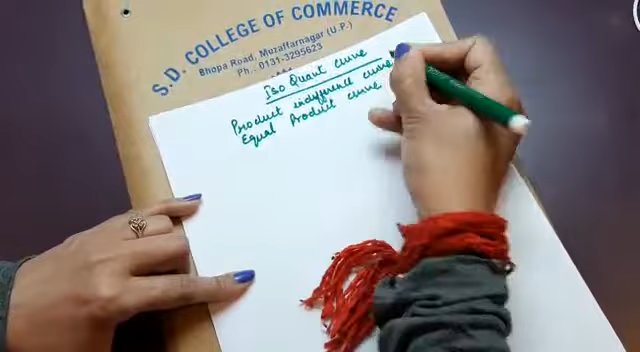 S.D. COLLEGE OF COMMERCE
Bhopa Road, Muzaffarnagar (U.P.)
Ph.: 0131-3295623
Iso Quant curve
Product indifference curve
Equal Product curve